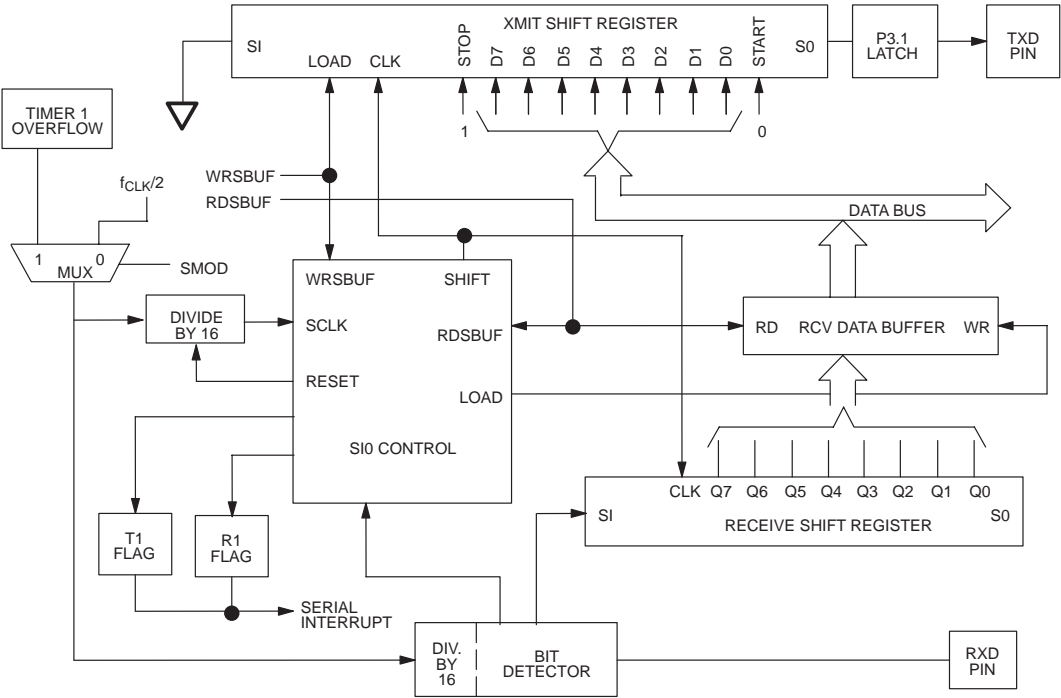 XMIT SHIFT REGISTER
SI
LOAD
CLK
STOP
D7
D6
D5
D4
D3
D2
D1
D0
START
S0
P3.1
LATCH
TXD
PIN
TIMER 1
OVERFLOW
1
0
WRSBUF
RDSBUF
fCLK/2
DATA BUS
1
0
MUX
SMOD
WRSBUF
SHIFT
DIVIDE
BY 16
SCLK
RDSBUF
RD
RCV DATA BUFFER
WR
RESET
LOAD
SI0 CONTROL
CLK
Q7
Q6
Q5
Q4
Q3
Q2
Q1
Q0
SI
RECEIVE SHIFT REGISTER
S0
T1
FLAG
R1
FLAG
SERIAL
INTERRUPT
DIV.
BY
16
BIT
DETECTOR
RXD
PIN